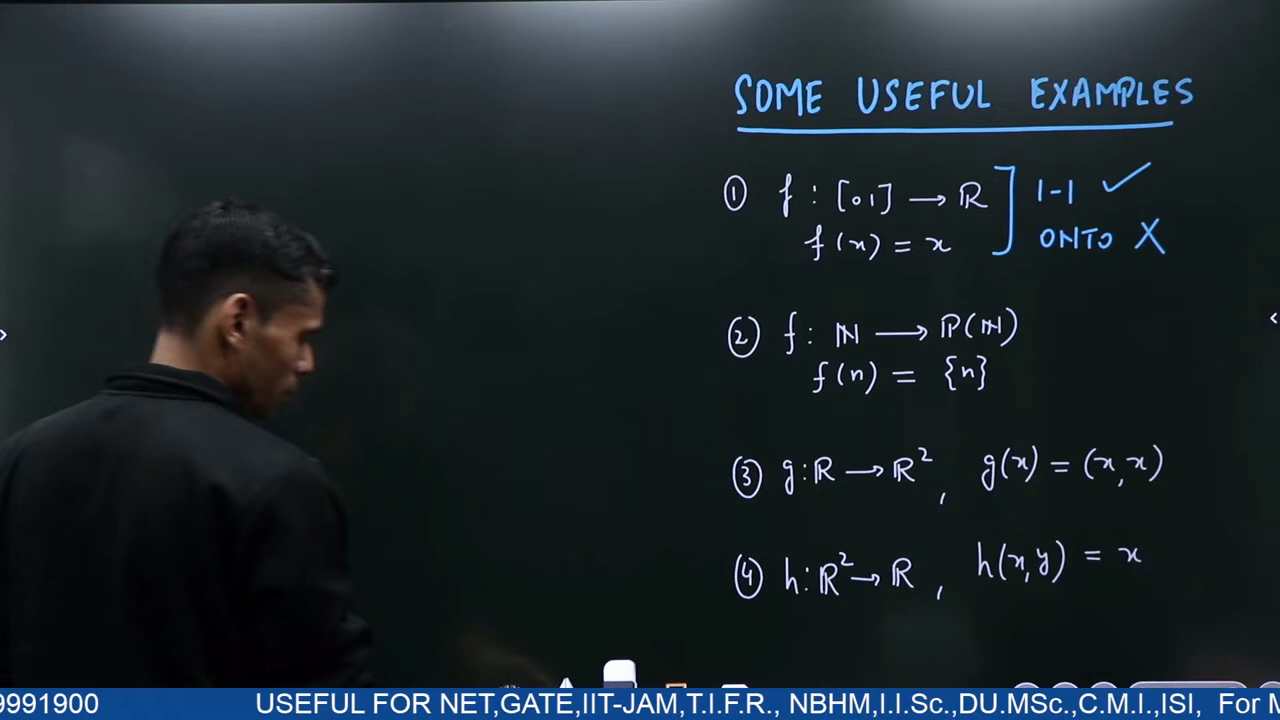 SOME USEFUL EXAMPLES
① f : [0 1] → ℝ ] 1-1 ✓
f(x) = x ONTO X
② f : ℕ → ℙ(ℕ)
f(n) = {n}
③ g : ℝ → ℝ² , g(x) = (x, x)
④ h : ℝ² → ℝ , h(x, y) = x
9991900 USEFUL FOR NET,GATE,IIT-JAM,T.I.F.R., NBHM,I.I.Sc.,DU.MSc.,C.M.I.,ISI, For M